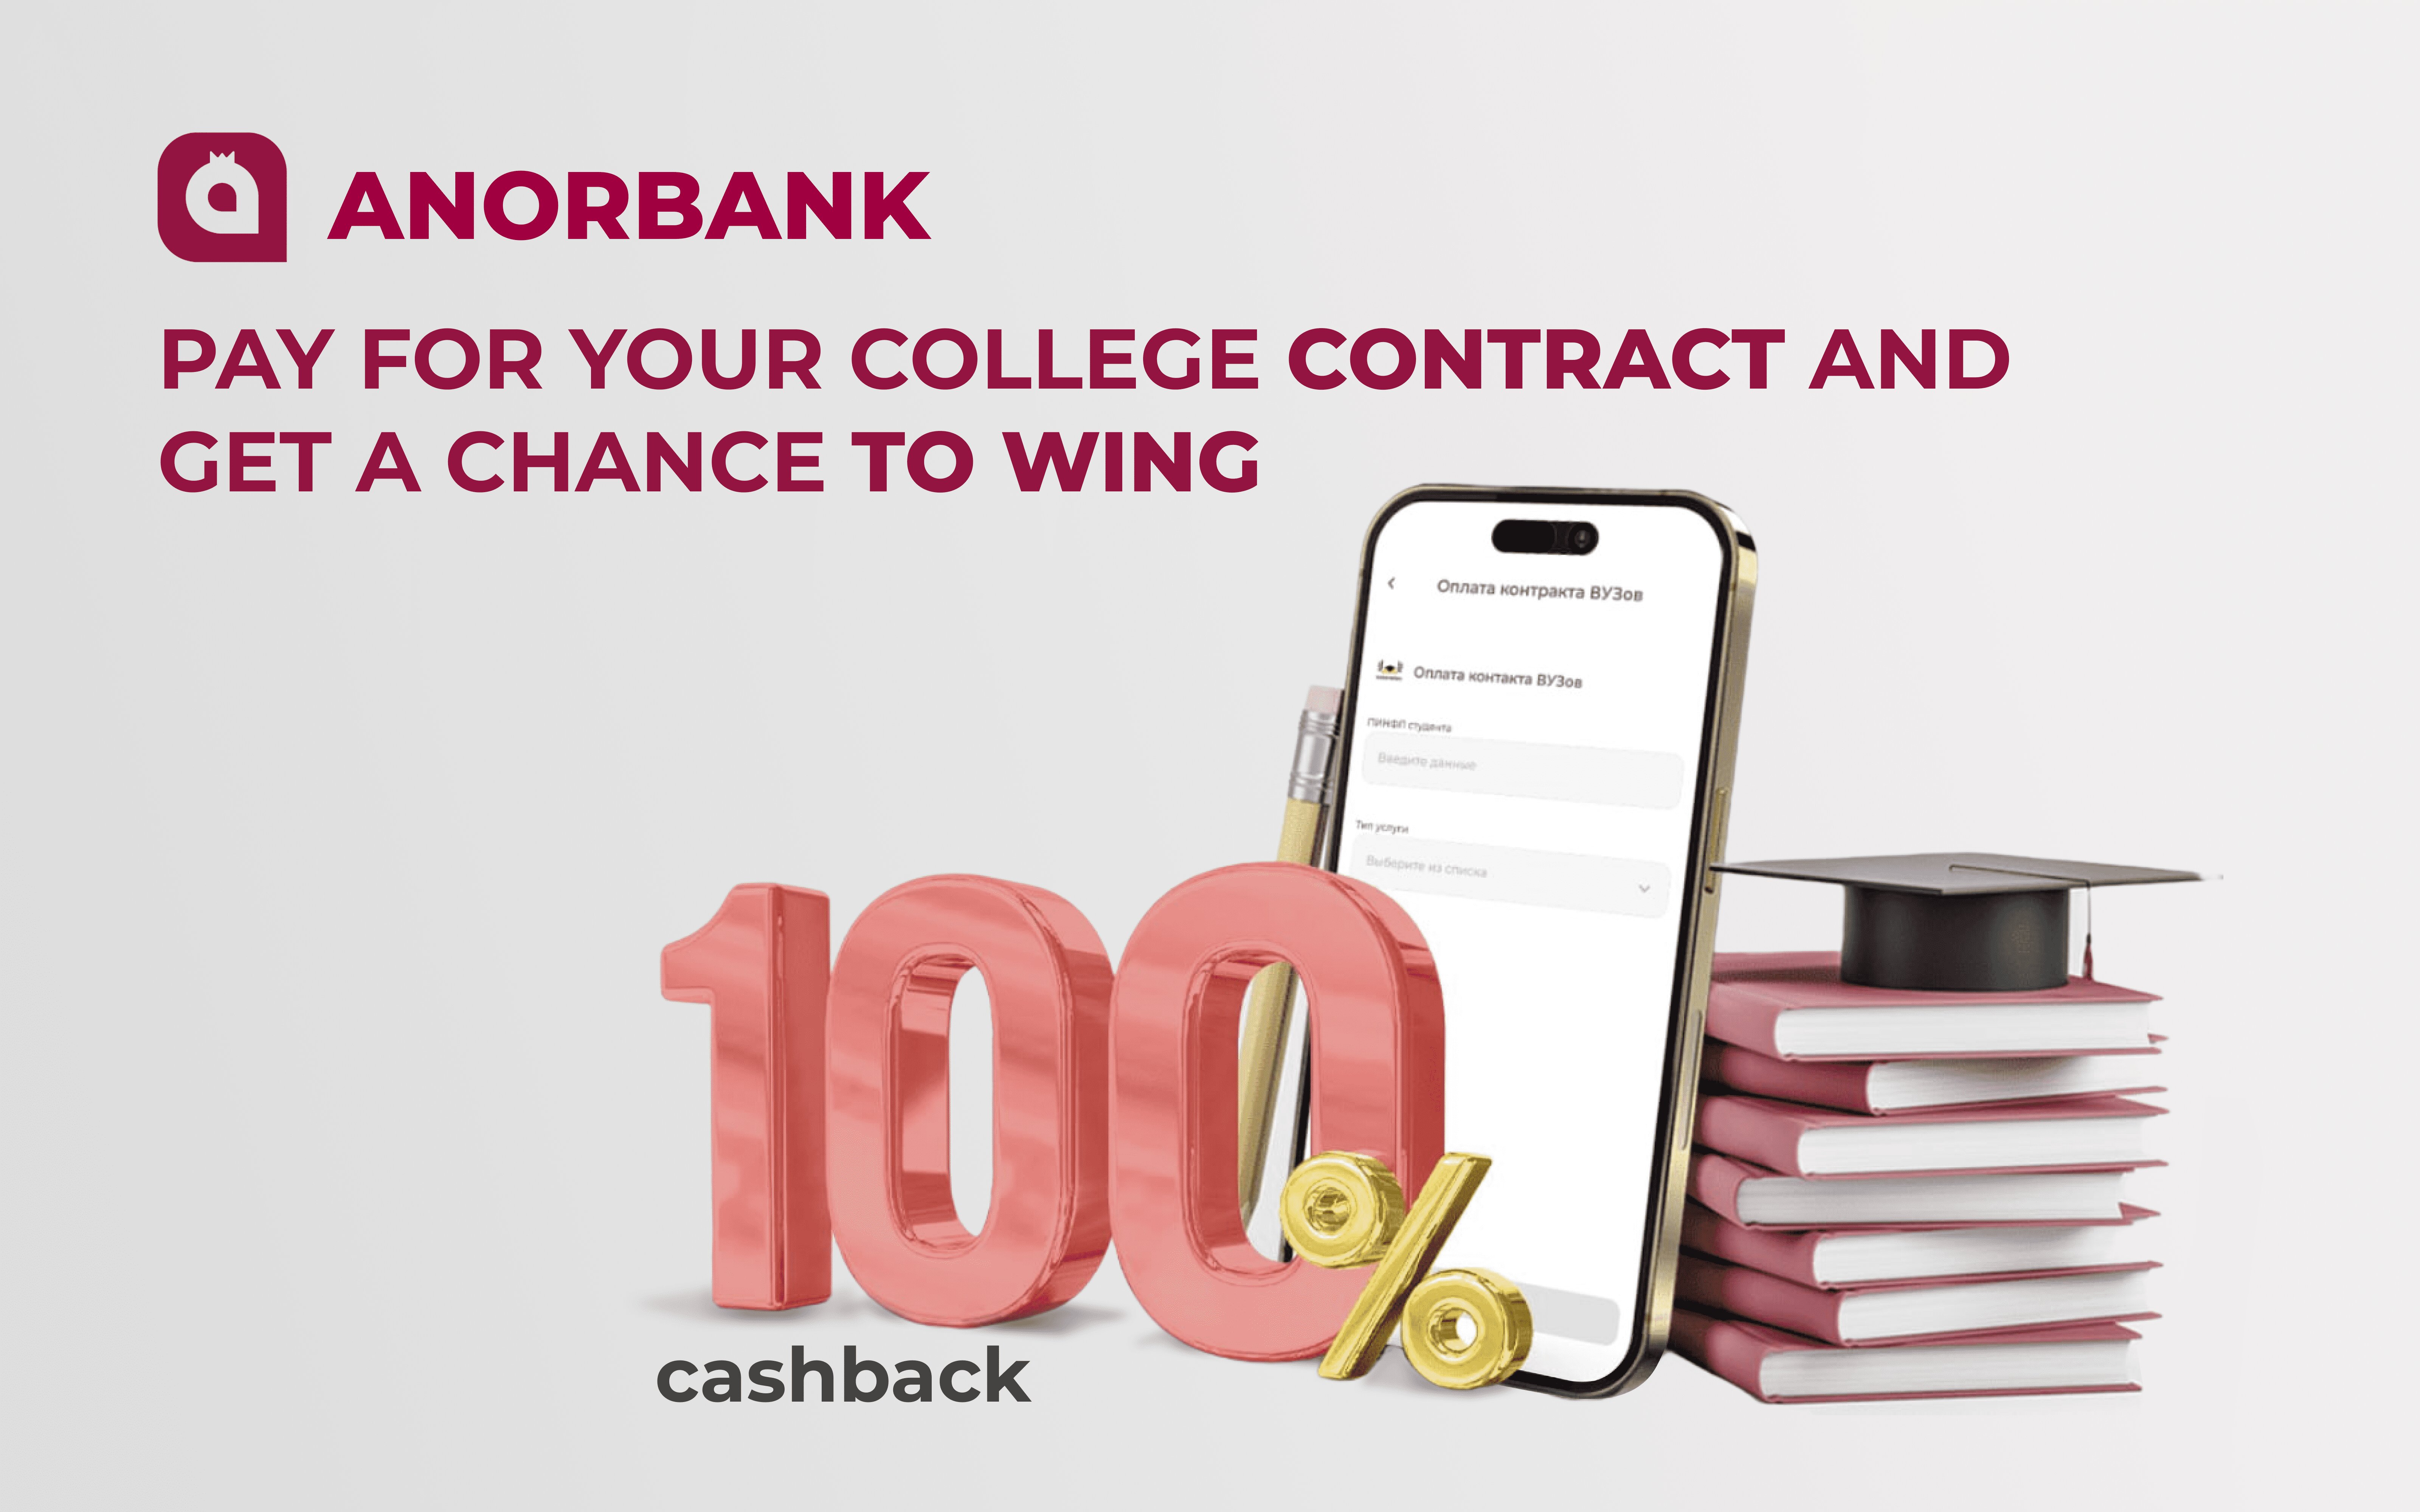 ANORBANK
PAY FOR YOUR COLLEGE CONTRACT AND
GET A CHANCE TO WING
Оплата контракта ВУЗов
Оплата контакта ВУЗов
ПИНФЛ студента
Введите данные
Тип услуги
Выберите из списка
100%
cashback